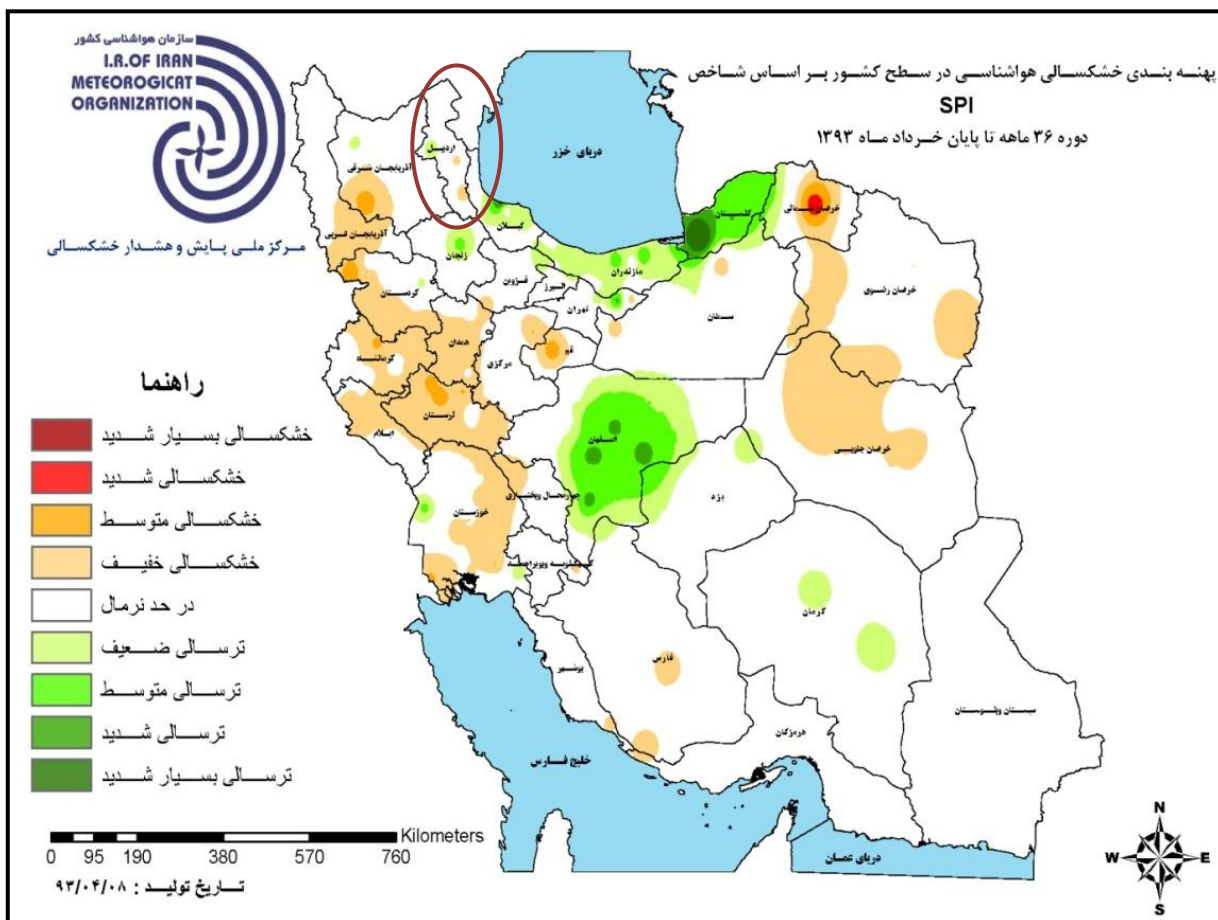 سازمان هواشناسی کشور
I.R.OF IRAN
METEOROGICAT
ORGANIZATION
مرکز ملی پایش و هشدار خشکسالی
پهنه بندی خشکسالی هواشناسی در سطح کشور بر اساس شاخص
SPI
دوره ۳۶ ماهه تا پایان خرداد ماه ۱۳۹۳
دریای خزر
اردبیل
آذربایجان شرقی
آذربایجان غربی
گیلان
زنجان
گلستان
خراسان شمالی
مازندران
کردستان
قزوین
البرز
تهران
سمنان
خراسان رضوی
همدان
کرمانشاه
مرکزی
قم
لرستان
ایلام
اصفهان
خراسان جنوبی
چهارمحال وبختیاری
یزد
خوزستان
کهگیلویه وبویراحمد
کرمان
فارس
بوشهر
سیستان وبلوچستان
هرمزگان
خلیج فارس
دریای عمان
راهنما
خشکسالی بسیار شدید
خشکسالی شدید
خشکسالی متوسط
خشکسالی خفیف
در حد نرمال
ترسالی ضعیف
ترسالی متوسط
ترسالی شدید
ترسالی بسیار شدید
Kilometers
0 95 190 380 570 760
تاریخ تولید : ۹۳/۰۴/۰۸
N
W E
S